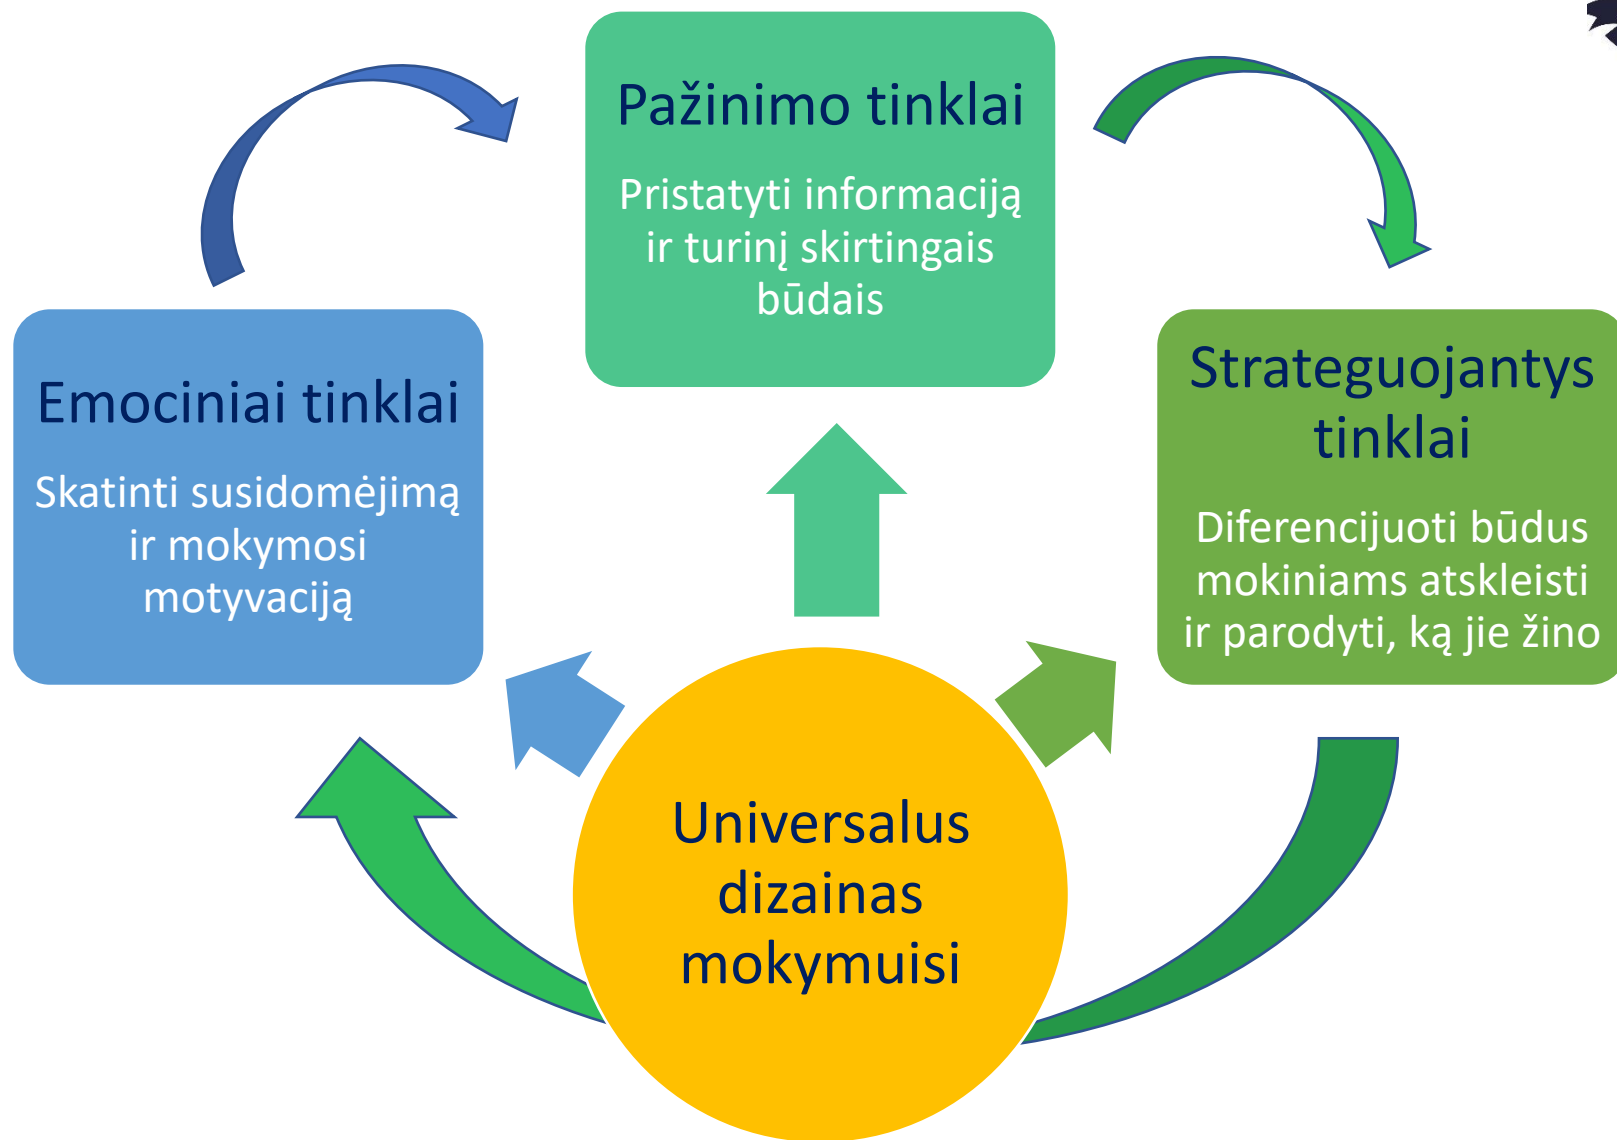 Pažinimo tinklai
Pristatyti informaciją
ir turinį skirtingais
būdais
Emociniai tinklai
Skatinti susidomėjimą
ir mokymosi
motyvaciją
Strateguojantys
tinklai
Diferencijuoti būdus
mokiniams atskleisti
ir parodyti, ką jie žino
Universalus
dizainas
mokymuisi